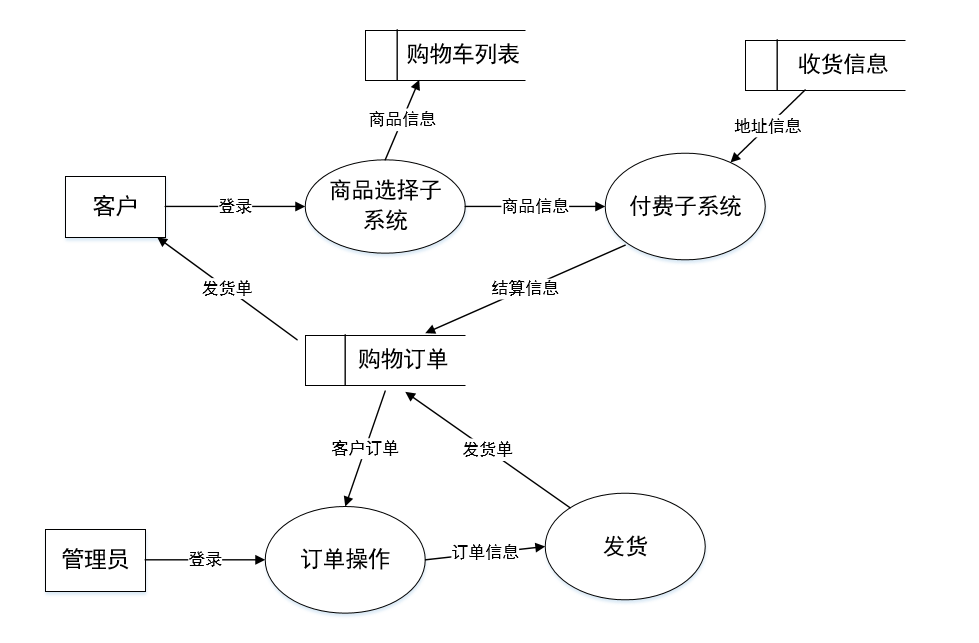 购物车列表
收货信息
商品信息
地址信息
客户
登录
商品选择子
系统
商品信息
付费子系统
发货单
结算信息
购物订单
客户订单
发货单
管理员
登录
订单操作
订单信息
发货